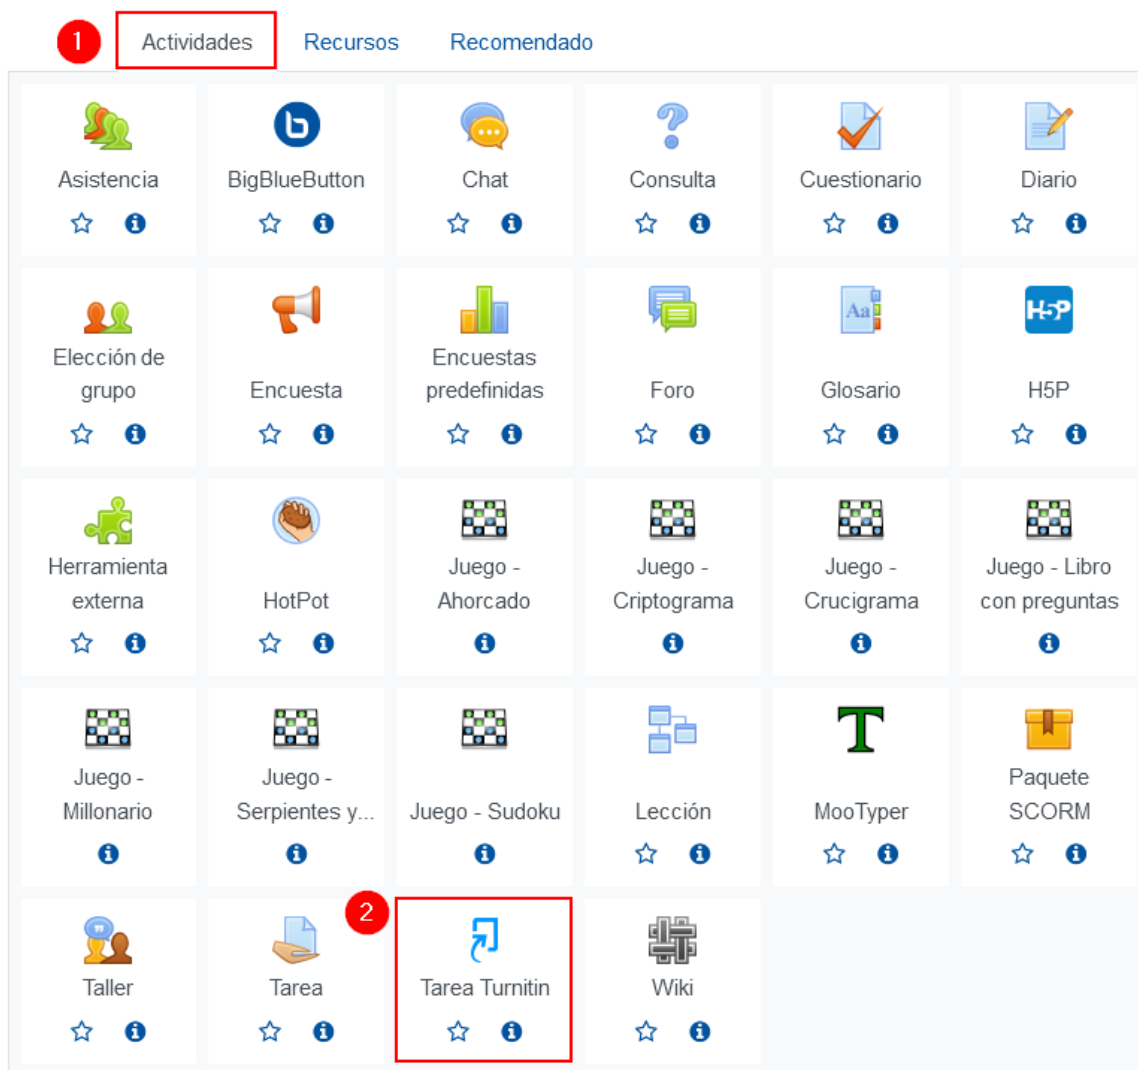 1
Actividades
Recursos
Recomendado
Asistencia
b
BigBlueButton
Chat
Consulta
Cuestionario
Diario
Elección de
grupo
Encuesta
Encuestas
predefinidas
Foro
Aa
Glosario
H5P
H5P
Herramienta
externa
HotPot
Juego -
Ahorcado
Juego -
Criptograma
Juego -
Crucigrama
Juego - Libro
con preguntas
Juego -
Millonario
Juego -
Serpientes y...
Juego - Sudoku
Lección
T
MooTyper
Paquete
SCORM
Taller
Tarea
2
Tarea Turnitin
Wiki